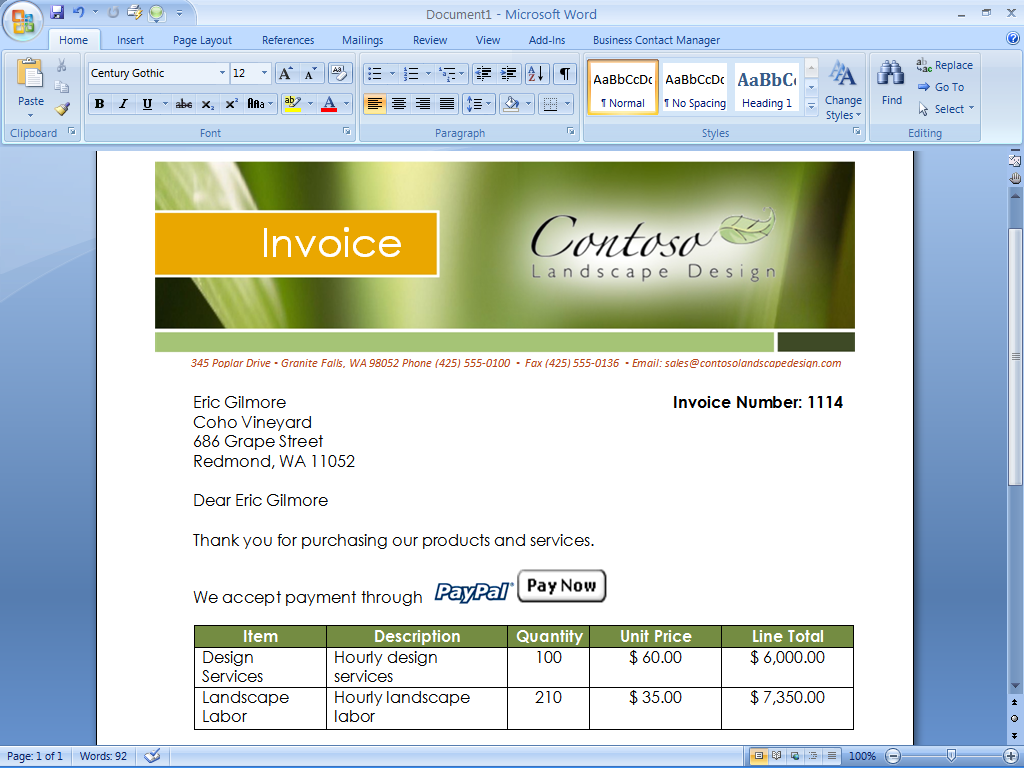 Document1 - Microsoft Word
Home Insert Page Layout References Mailings Review View Add-Ins Business Contact Manager
Paste
Clipboard
Century Gothic 12
B I U abc X₂ X² Aa
ab A
Font
Paragraph
AaBbCcDc AaBbCcDc AaBbCc
¶ Normal ¶ No Spacing Heading 1
Change Styles
Styles
Find
Replace
Go To
Select
Editing
Invoice
Contoso
Landscape Design
345 Poplar Drive • Granite Falls, WA 98052 Phone (425) 555-0100 • Fax (425) 555-0136 • Email: sales@contosolandscapedesign.com
Eric Gilmore Invoice Number: 1114
Coho Vineyard
686 Grape Street
Redmond, WA 11052
Dear Eric Gilmore
Thank you for purchasing our products and services.
We accept payment through PayPal Pay Now
Item Description Quantity Unit Price Line Total
Design Hourly design 100 $ 60.00 $ 6,000.00
Services services
Landscape Hourly landscape 210 $ 35.00 $ 7,350.00
Labor labor
Page: 1 of 1 Words: 92 100%